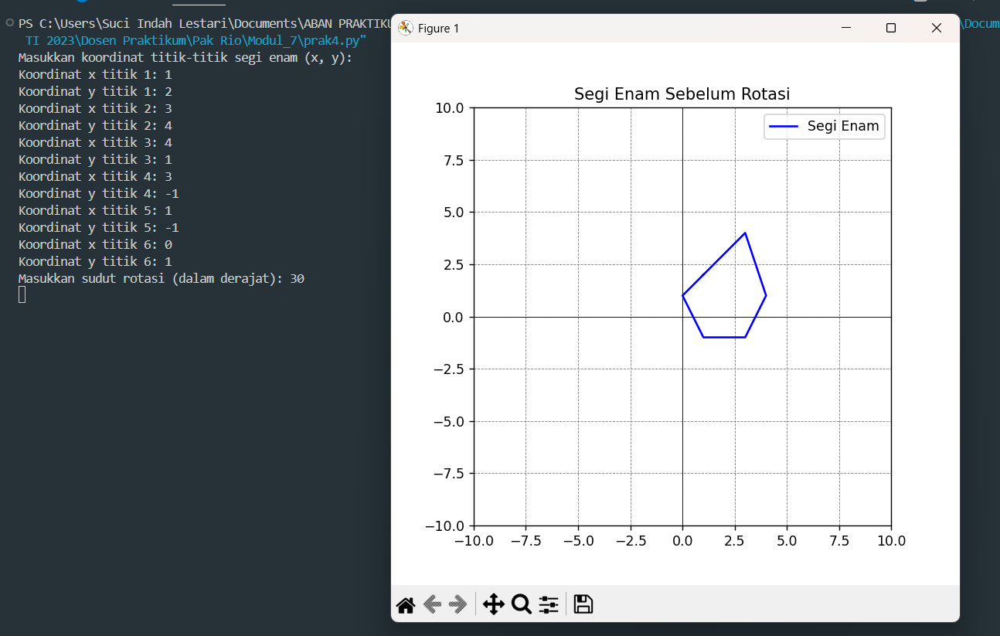 PS C:\Users\Suci Indah Lestari\Documents\ABAN PRAKTIKU
\Docum
TI 2023\Dosen Praktikum\Pak Rio\Modul_7\prak4.py"
Masukkan koordinat titik-titik segi enam (x, y):
Koordinat x titik 1: 1
Koordinat y titik 1: 2
Koordinat x titik 2: 3
Koordinat y titik 2: 4
Koordinat x titik 3: 4
Koordinat y titik 3: 1
Koordinat x titik 4: 3
Koordinat y titik 4: -1
Koordinat x titik 5: 1
Koordinat y titik 5: -1
Koordinat x titik 6: 0
Koordinat y titik 6: 1
Masukkan sudut rotasi (dalam derajat): 30
Figure 1
Segi Enam Sebelum Rotasi
Segi Enam
10.0
7.5
5.0
2.5
0.0
−2.5
−5.0
−7.5
−10.0
−10.0 −7.5 −5.0 −2.5 0.0 2.5 5.0 7.5 10.0